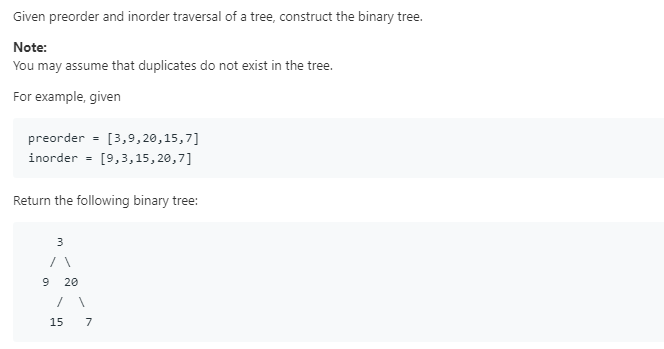 Given preorder and inorder traversal of a tree, construct the binary tree.
Note:
You may assume that duplicates do not exist in the tree.
For example, given
preorder = [3,9,20,15,7]
inorder = [9,3,15,20,7]
Return the following binary tree:
    3
   / \
  9  20
    /  \
   15   7